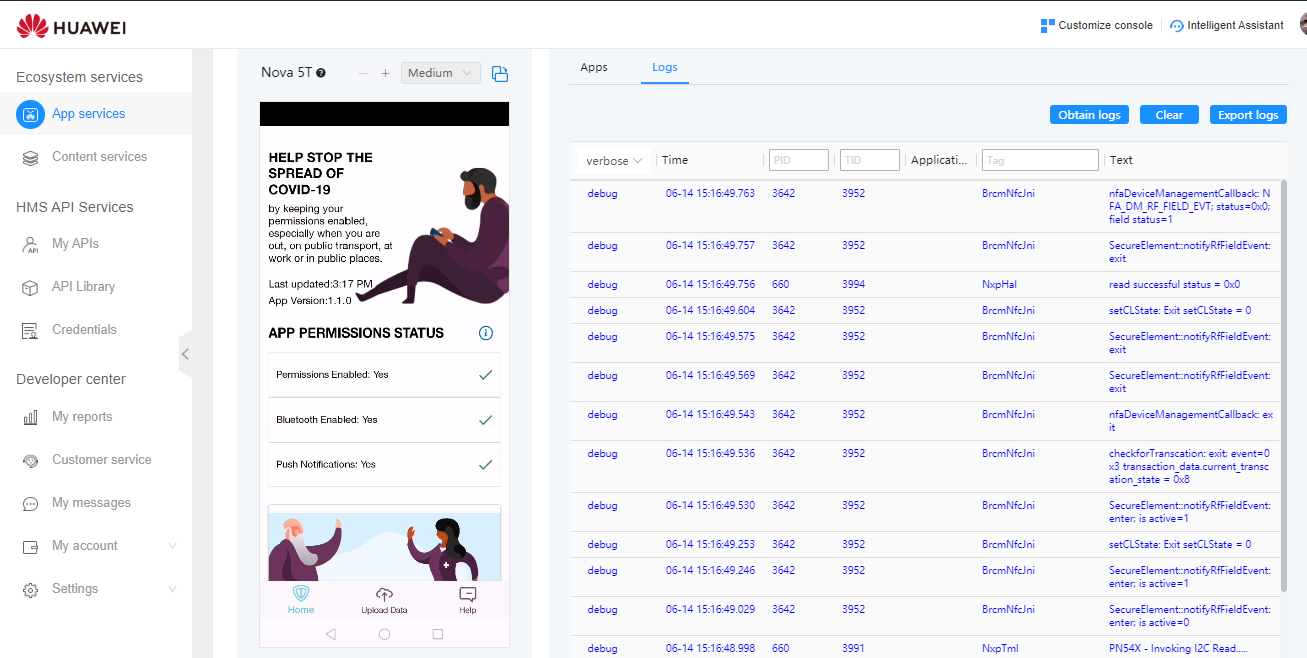 HUAWEI
Customize console
Intelligent Assistant
Ecosystem services
App services
Content services
HMS API Services
My APIs
API Library
Credentials
Developer center
My reports
Customer service
My messages
My account
Settings
Nova 5T
Medium
HELP STOP THE
SPREAD OF
COVID-19
by keeping your
permissions enabled,
especially when you are
out, on public transport, at
work or in public places.
Last updated:3:17 PM
App Version:1.1.0
APP PERMISSIONS STATUS
Permissions Enabled: Yes
Bluetooth Enabled: Yes
Push Notifications: Yes
Home
Upload Data
Help
Apps
Logs
Obtain logs
Clear
Export logs
verbose Time PID TID Applicati... Tag Text
debug 06-14 15:16:49.763 3642 3952 BrcmNfcJni nfaDeviceManagementCallback: N
FA_DM_RF_FIELD_EVT; status=0x0;
field status=1
debug 06-14 15:16:49.757 3642 3952 BrcmNfcJni SecureElement::notifyRfFieldEvent:
exit
debug 06-14 15:16:49.756 660 3994 NxpHal read successful status = 0x0
debug 06-14 15:16:49.604 3642 3952 BrcmNfcJni setCLState: Exit setCLState = 0
debug 06-14 15:16:49.575 3642 3952 BrcmNfcJni SecureElement::notifyRfFieldEvent:
exit
debug 06-14 15:16:49.569 3642 3952 BrcmNfcJni SecureElement::notifyRfFieldEvent:
exit
debug 06-14 15:16:49.543 3642 3952 BrcmNfcJni nfaDeviceManagementCallback: ex
it
debug 06-14 15:16:49.536 3642 3952 BrcmNfcJni checkforTranscation: exit; event=0
x3 transaction_data.current_transc
ation_state = 0x8
debug 06-14 15:16:49.530 3642 3952 BrcmNfcJni SecureElement::notifyRfFieldEvent:
enter; is active=1
debug 06-14 15:16:49.253 3642 3952 BrcmNfcJni setCLState: Exit setCLState = 0
debug 06-14 15:16:49.246 3642 3952 BrcmNfcJni SecureElement::notifyRfFieldEvent:
enter; is active=1
debug 06-14 15:16:49.029 3642 3952 BrcmNfcJni SecureElement::notifyRfFieldEvent:
enter; is active=0
debug 06-14 15:16:48.998 660 3991 NxpTml PN54X - Invoking I2C Read.....